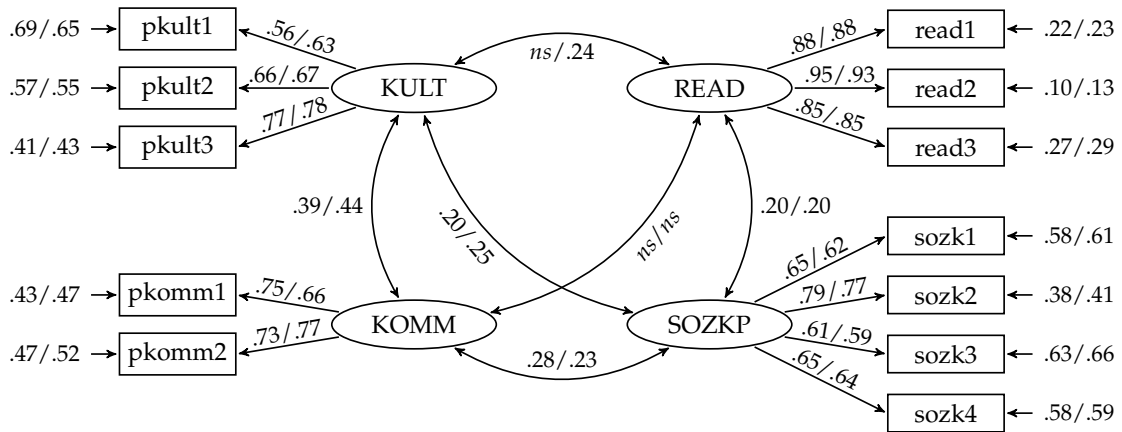 .69/.65 pkult1 .56/.63 ns/.24 .88/.88 read1 .22/.23
.57/.55 pkult2 .66/.67 KULT READ .95/.93 read2 .10/.13
.41/.43 pkult3 .77/.78 .85/.85 read3 .27/.29
.39/.44 .20/.25 ns/ns .20/.20
.65/.62 sozk1 .58/.61
.43/.47 pkomm1 .75/.66 .79/.77 sozk2 .38/.41
KOMM SOZKP
.47/.52 pkomm2 .73/.77 .28/.23 .61/.59 sozk3 .63/.66
.65/.64 sozk4 .58/.59